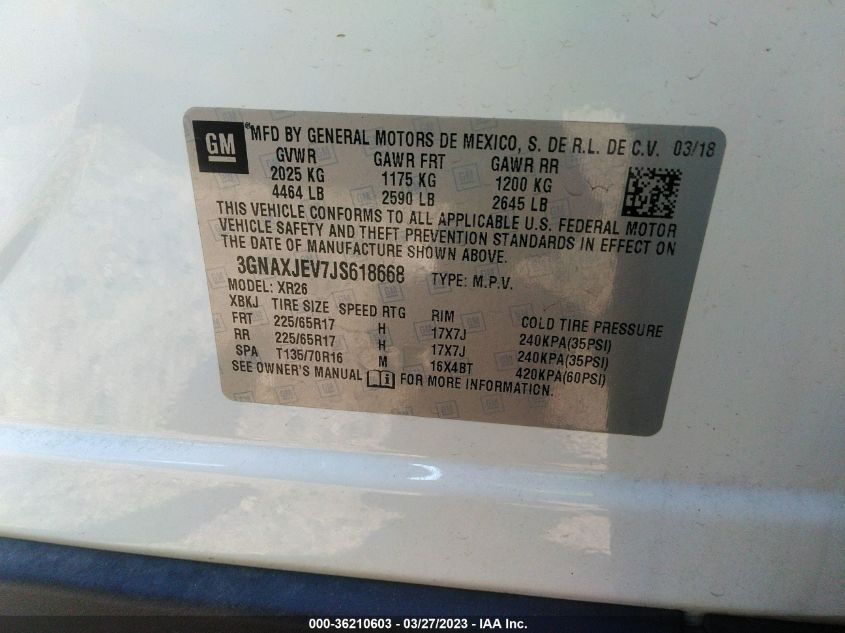 GM ®MFD BY GENERAL MOTORS DE MEXICO, S. DE R.L. DE C.V. 03/18
GVWR GAWR FRT GAWR RR
2025 KG 1175 KG 1200 KG
4464 LB 2590 LB 2645 LB
THIS VEHICLE CONFORMS TO ALL APPLICABLE U.S. FEDERAL MOTOR
VEHICLE SAFETY AND THEFT PREVENTION STANDARDS IN EFFECT ON
THE DATE OF MANUFACTURE SHOWN ABOVE.
3GNAXJEV7JS618668 TYPE: M.P.V.
MODEL: XR26
XBKJ TIRE SIZE SPEED RTG RIM COLD TIRE PRESSURE
FRT 225/65R17 H 17X7J 240KPA(35PSI)
RR 225/65R17 H 17X7J 240KPA(35PSI)
SPA T135/70R16 M 16X4BT 420KPA(60PSI)
SEE OWNER'S MANUAL i FOR MORE INFORMATION.
000-36210603 - 03/27/2023 - IAA Inc.